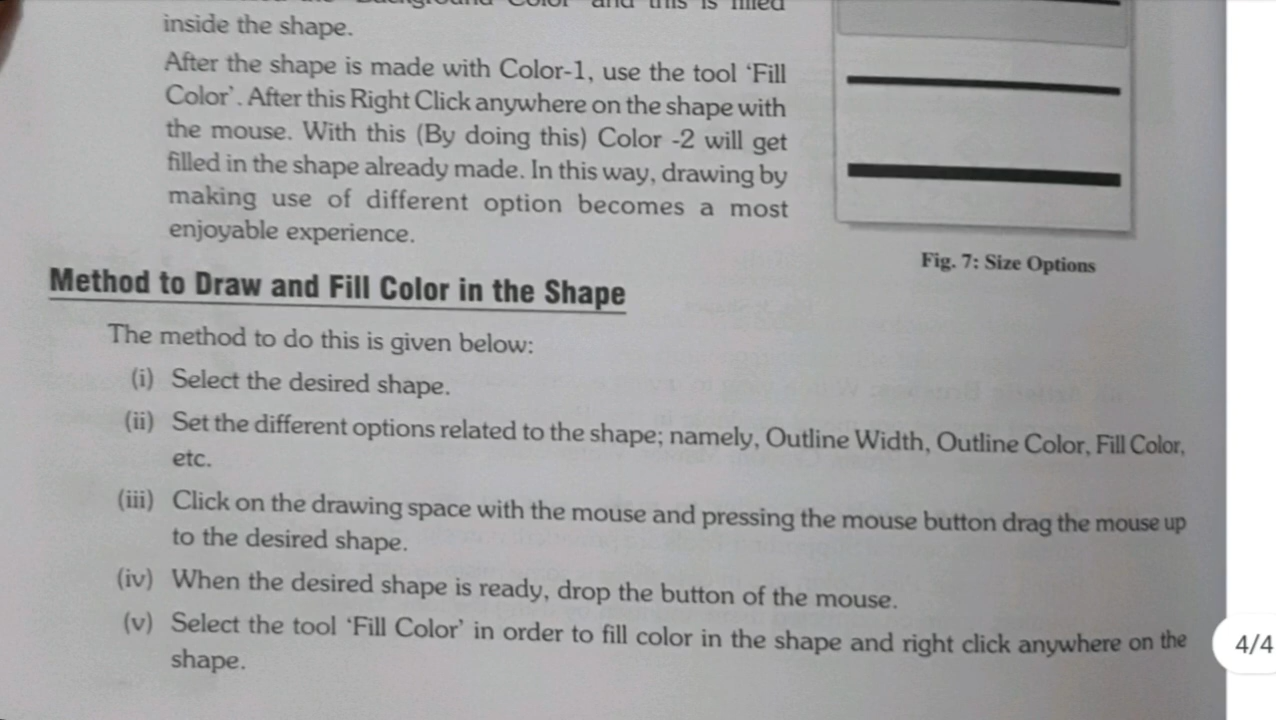 Background Color and this is filled
inside the shape.
After the shape is made with Color-1, use the tool ‘Fill
Color’. After this Right Click anywhere on the shape with
the mouse. With this (By doing this) Color -2 will get
filled in the shape already made. In this way, drawing by
making use of different option becomes a most
enjoyable experience.
Fig. 7: Size Options
Method to Draw and Fill Color in the Shape
The method to do this is given below:
(i) Select the desired shape.
(ii) Set the different options related to the shape; namely, Outline Width, Outline Color, Fill Color,
etc.
(iii) Click on the drawing space with the mouse and pressing the mouse button drag the mouse up
to the desired shape.
(iv) When the desired shape is ready, drop the button of the mouse.
(v) Select the tool ‘Fill Color’ in order to fill color in the shape and right click anywhere on the
shape.
4/4